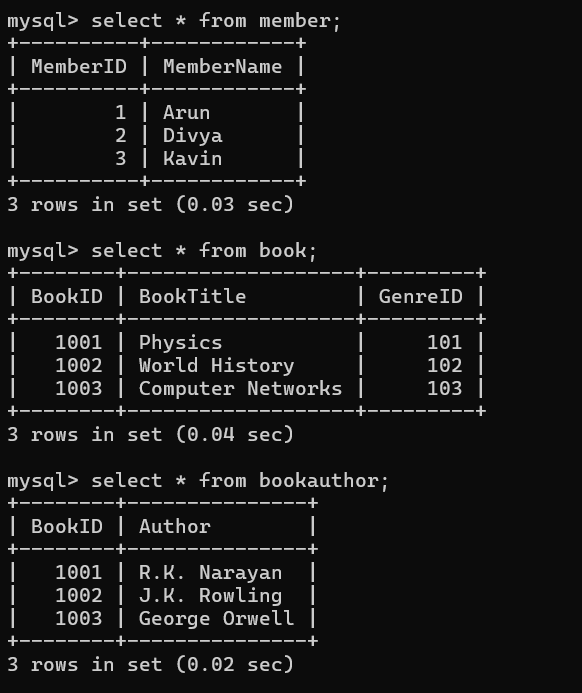 mysql> select * from member;
+----------+------------+
| MemberID | MemberName |
+----------+------------+
|        1 | Arun       |
|        2 | Divya      |
|        3 | Kavin      |
+----------+------------+
3 rows in set (0.03 sec)

mysql> select * from book;
+--------+-------------------+---------+
| BookID | BookTitle         | GenreID |
+--------+-------------------+---------+
|   1001 | Physics           |     101 |
|   1002 | World History     |     102 |
|   1003 | Computer Networks |     103 |
+--------+-------------------+---------+
3 rows in set (0.04 sec)

mysql> select * from bookauthor;
+--------+---------------+
| BookID | Author        |
+--------+---------------+
|   1001 | R.K. Narayan  |
|   1002 | J.K. Rowling  |
|   1003 | George Orwell |
+--------+---------------+
3 rows in set (0.02 sec)